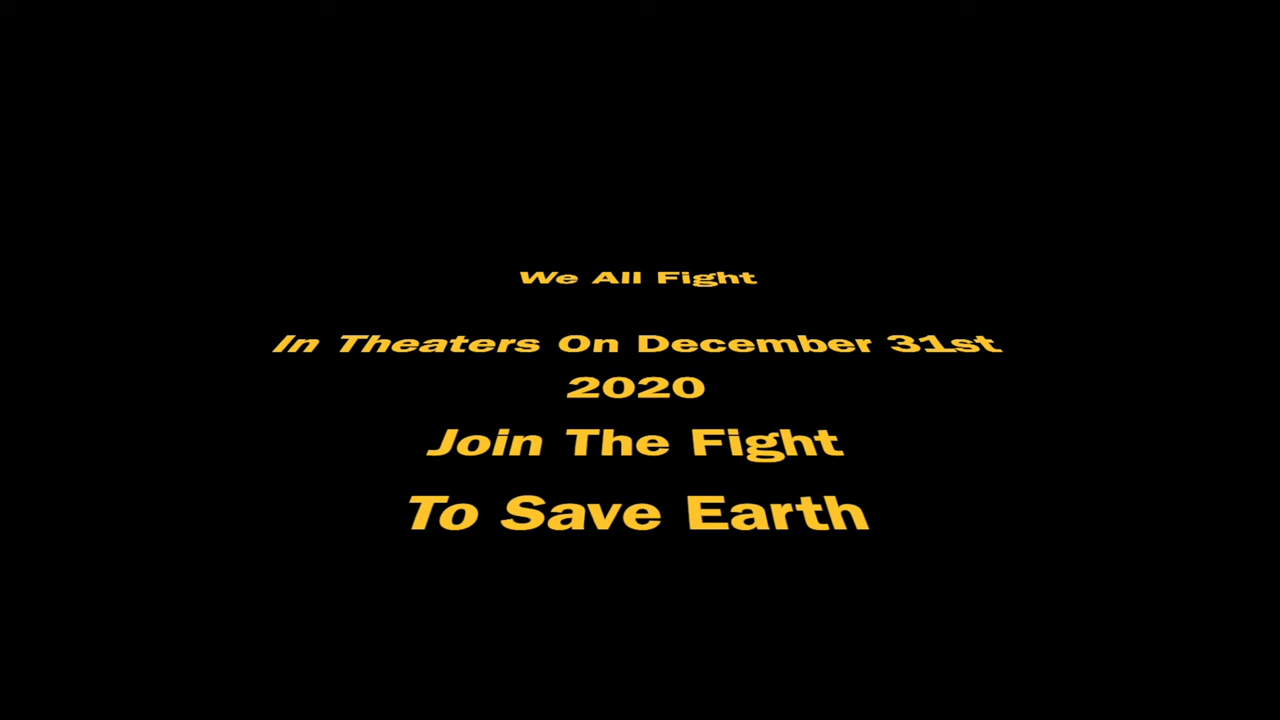 We All Fight
In Theaters On December 31st
2020
Join The Fight
To Save Earth